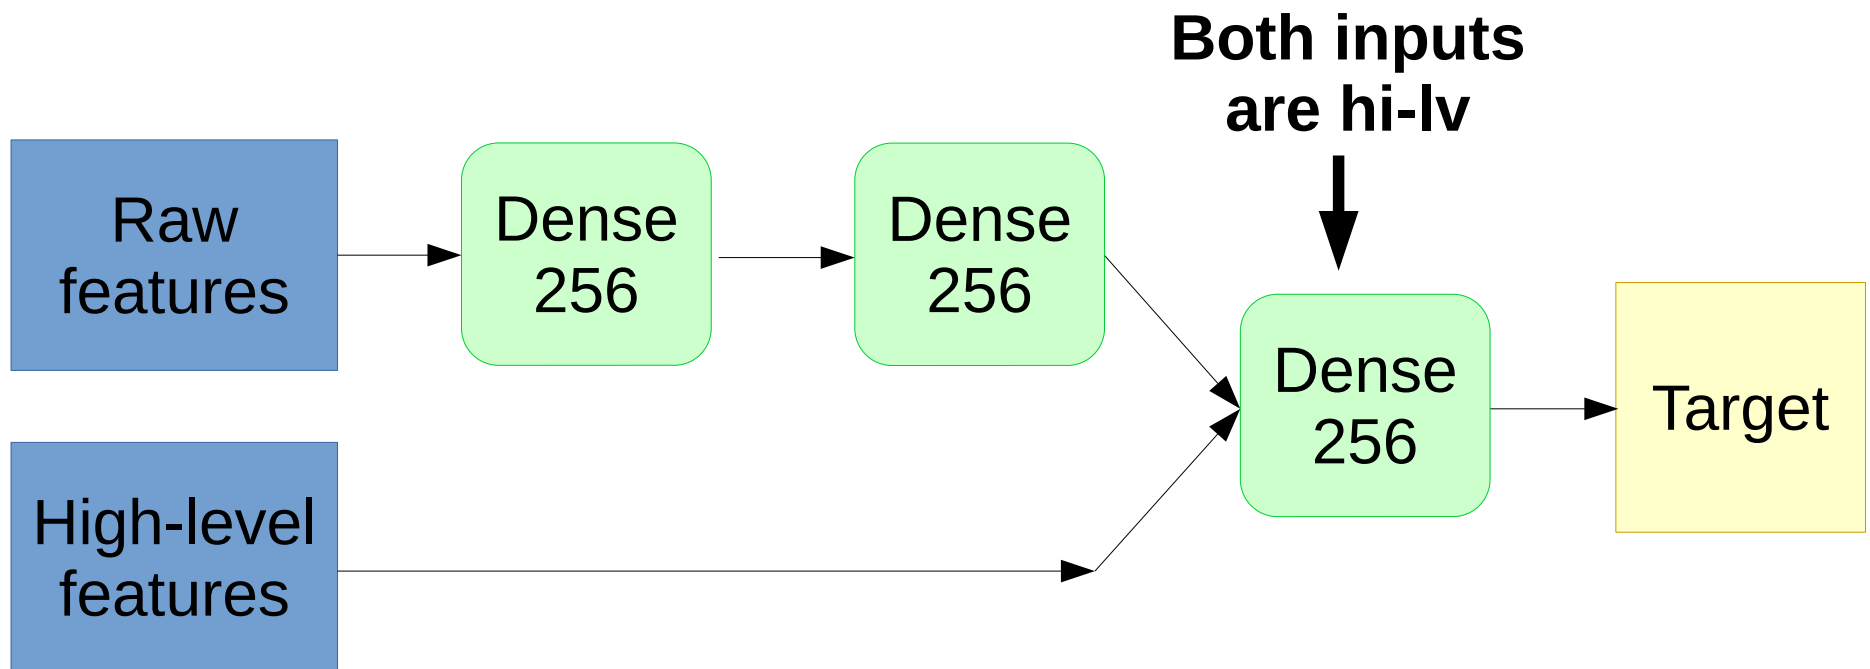 Both inputs
are hi-lv
Raw
features
Dense
256
Dense
256
Dense
256
Target
High-level
features